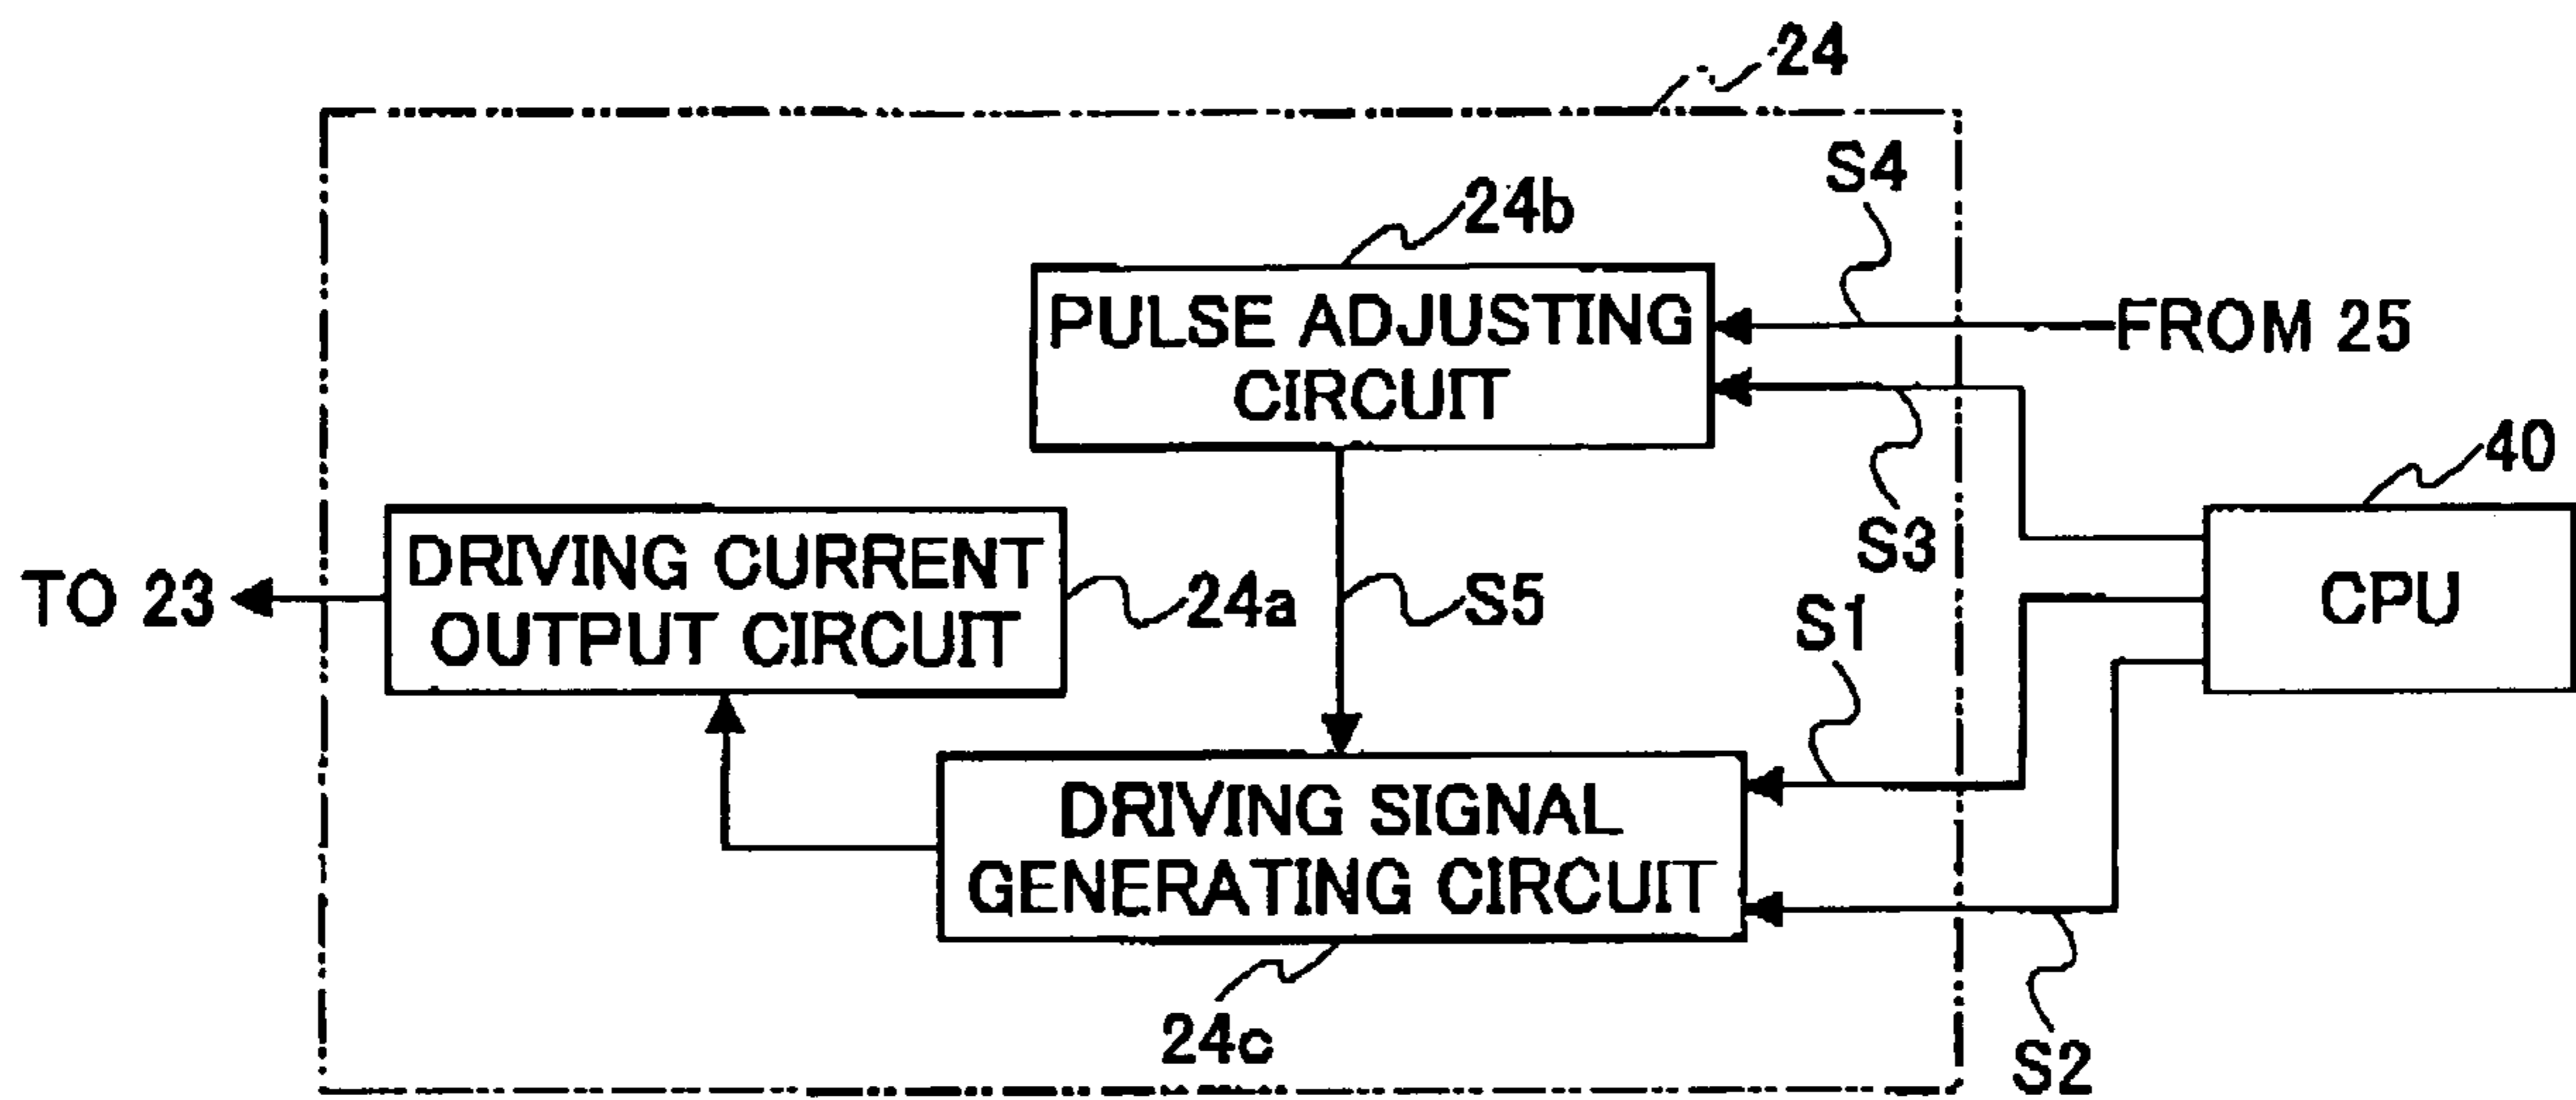 24
S4
24b
PULSE ADJUSTING
CIRCUIT
FROM 25
S3
40
CPU
DRIVING CURRENT
OUTPUT CIRCUIT
TO 23
24a
S5
S1
DRIVING SIGNAL
GENERATING CIRCUIT
24c
S2